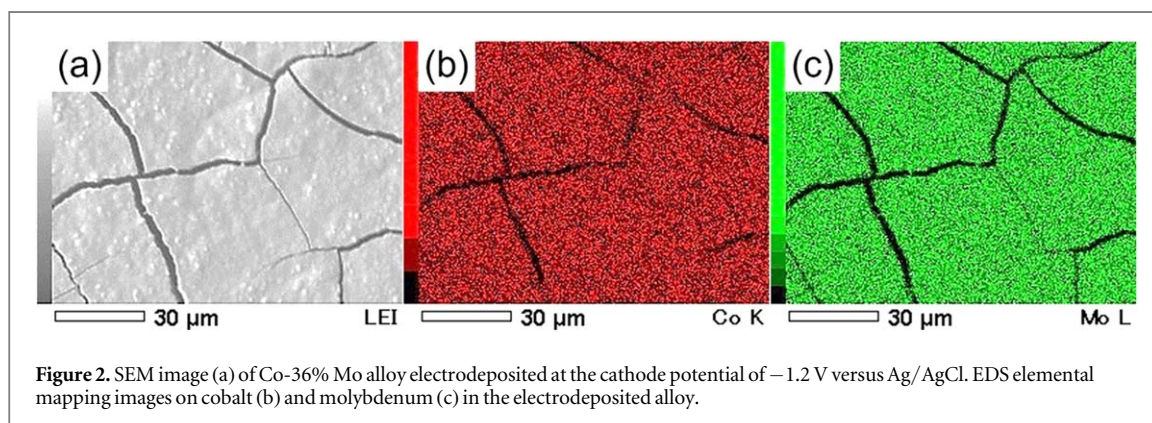 (a)
(b)
(c)
30 µm LEI
30 µm Co K
30 µm Mo L
Figure 2. SEM image (a) of Co-36% Mo alloy electrodeposited at the cathode potential of −1.2 V versus Ag/AgCl. EDS elemental
mapping images on cobalt (b) and molybdenum (c) in the electrodeposited alloy.